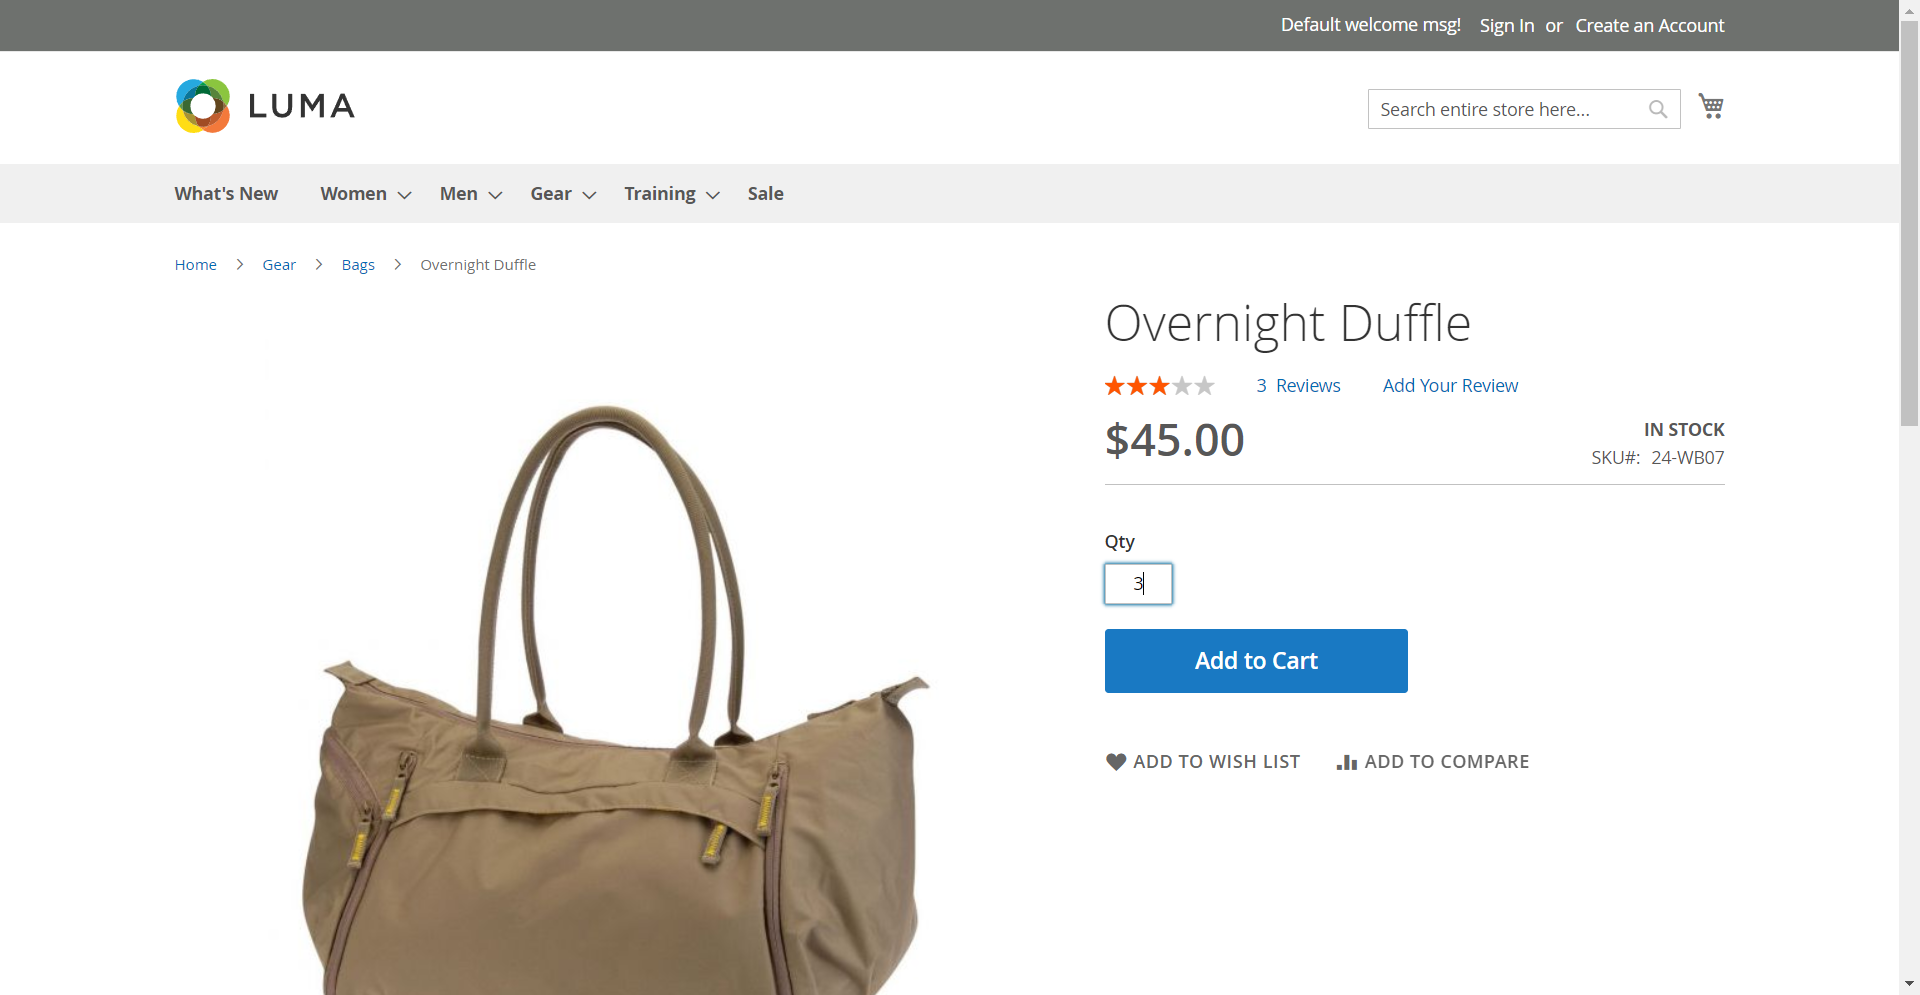 Default welcome msg! Sign In or Create an Account
LUMA
Search entire store here...
What's New Women Men Gear Training Sale
Home > Gear > Bags > Overnight Duffle
Overnight Duffle
3 Reviews Add Your Review
$45.00
IN STOCK
SKU#: 24-WB07
Qty
3
Add to Cart
ADD TO WISH LIST ADD TO COMPARE